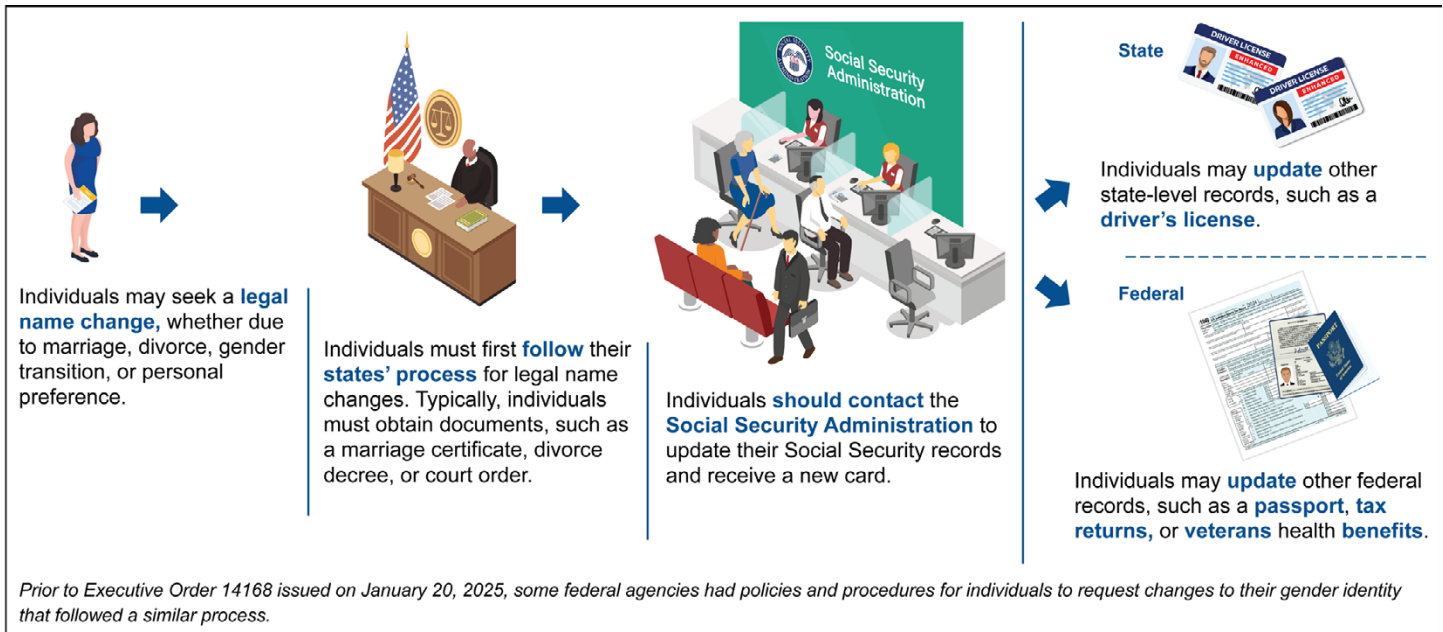 Individuals may seek a legal
name change, whether due
to marriage, divorce, gender
transition, or personal
preference.
Individuals must first follow their
states’ process for legal name
changes. Typically, individuals
must obtain documents, such as
a marriage certificate, divorce
decree, or court order.
Social Security
Administration
Individuals should contact the
Social Security Administration to
update their Social Security records
and receive a new card.
State
DRIVER LICENSE
ENHANCED
DRIVER LICENSE
ENHANCED
Individuals may update other
state-level records, such as a
driver’s license.
Federal
PASSPORT
Individuals may update other federal
records, such as a passport, tax
returns, or veterans health benefits.
Prior to Executive Order 14168 issued on January 20, 2025, some federal agencies had policies and procedures for individuals to request changes to their gender identity
that followed a similar process.